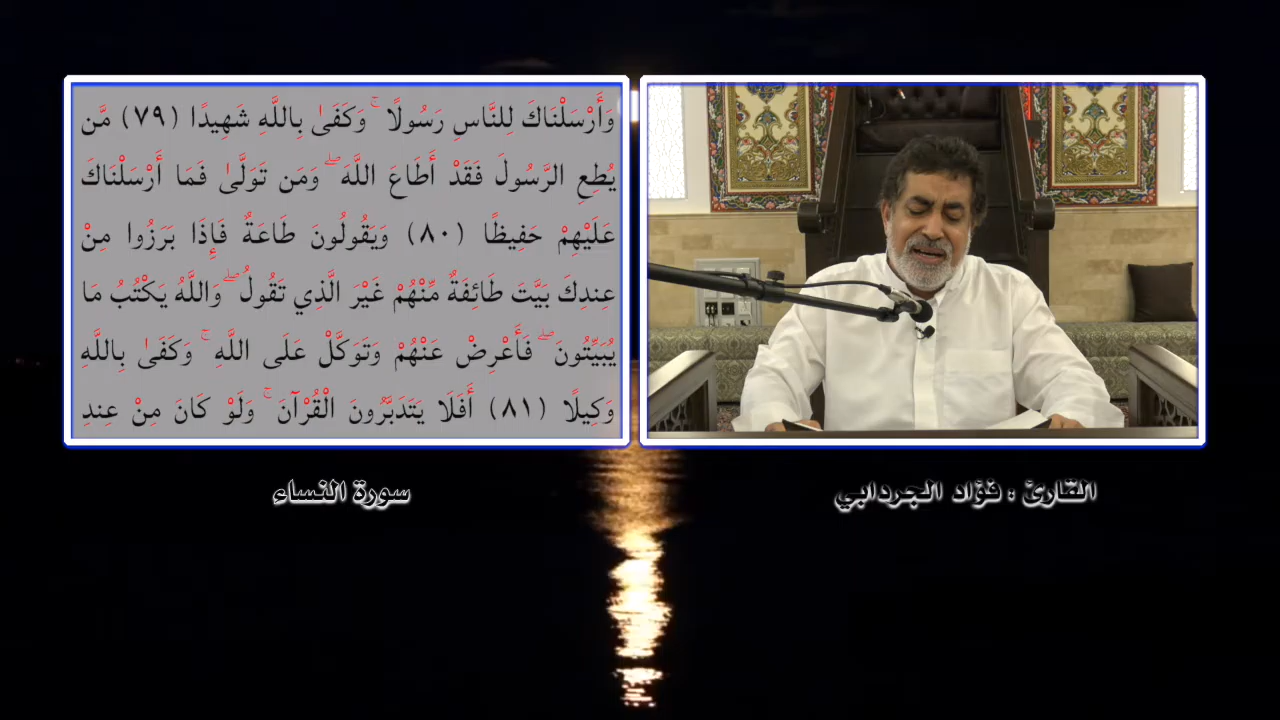 وَأَرْسَلْنَاكَ لِلنَّاسِ رَسُولًا ۚ وَكَفَىٰ بِاللَّهِ شَهِيدًا (٧٩) مَّن
يُطِعِ الرَّسُولَ فَقَدْ أَطَاعَ اللَّهَ ۖ وَمَن تَوَلَّىٰ فَمَا أَرْسَلْنَاكَ
عَلَيْهِمْ حَفِيظًا (٨٠) وَيَقُولُونَ طَاعَةٌ فَإِذَا بَرَزُوا مِنْ
عِندِكَ بَيَّتَ طَائِفَةٌ مِّنْهُمْ غَيْرَ الَّذِي تَقُولُ ۖ وَاللَّهُ يَكْتُبُ مَا
يُبَيِّتُونَ ۖ فَأَعْرِضْ عَنْهُمْ وَتَوَكَّلْ عَلَى اللَّهِ ۚ وَكَفَىٰ بِاللَّهِ
وَكِيلًا (٨١) أَفَلَا يَتَدَبَّرُونَ الْقُرْآنَ ۚ وَلَوْ كَانَ مِنْ عِندِ
القارئ : فؤاد الجردابي
سورة النساء